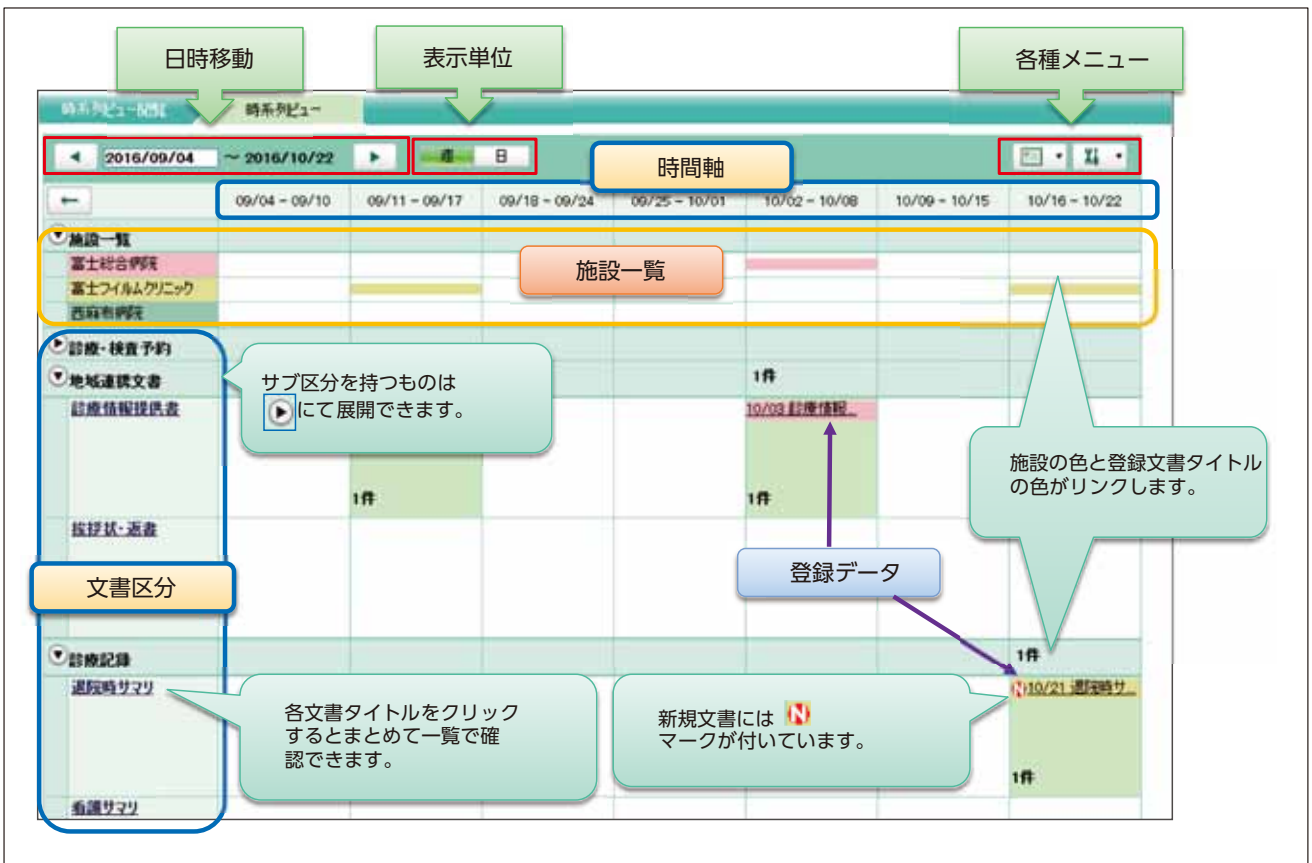 日時移動
表示単位
各種メニュー
時系列ビュー
2016/09/04 ～ 2016/10/22
週 日
時間軸
09/04 - 09/10 09/11 - 09/17 09/18 - 09/24 09/25 - 10/01 10/02 - 10/08 10/09 - 10/15 10/16 - 10/22
施設一覧
富士総合病院
施設一覧
富士フイルムクリニック
西麻布病院
診療・検査予約
地域連携文書
1件
サブ区分を持つものは
にて展開できます。
診療情報提供書
10/03 診療情報...
施設の色と登録文書タイトル
の色がリンクします。
1件
1件
挨拶状・返書
登録データ
文書区分
診療記録
1件
退院時サマリ
N 10/21 退院時サ...
各文書タイトルをクリック
するとまとめて一覧で確
認できます。
新規文書には N
マークが付いています。
1件
看護サマリ